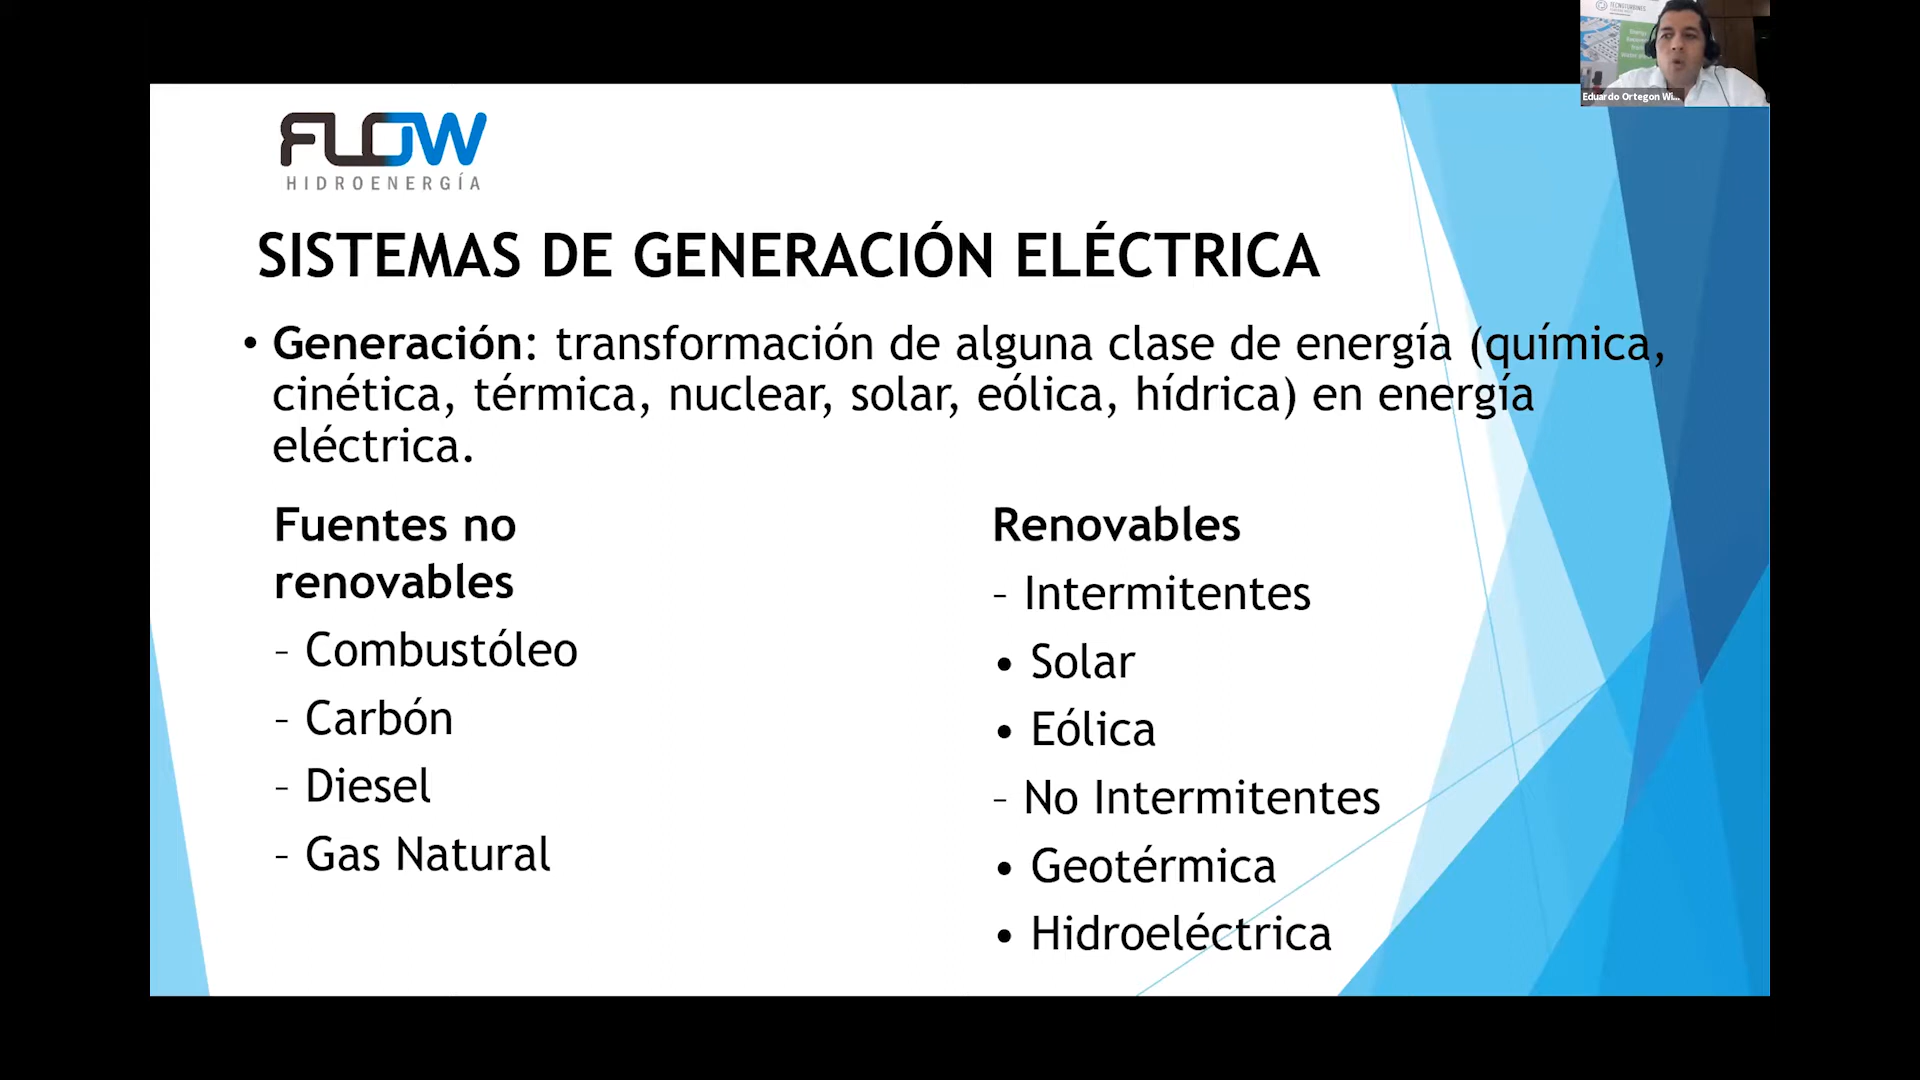 FLOW
HIDROENERGÍA
SISTEMAS DE GENERACIÓN ELÉCTRICA
• Generación: transformación de alguna clase de energía (química,
cinética, térmica, nuclear, solar, eólica, hídrica) en energía
eléctrica.
Fuentes no
renovables
– Combustóleo
– Carbón
– Diesel
– Gas Natural
Renovables
– Intermitentes
• Solar
• Eólica
– No Intermitentes
• Geotérmica
• Hidroeléctrica
Eduardo Ortegon Wi...